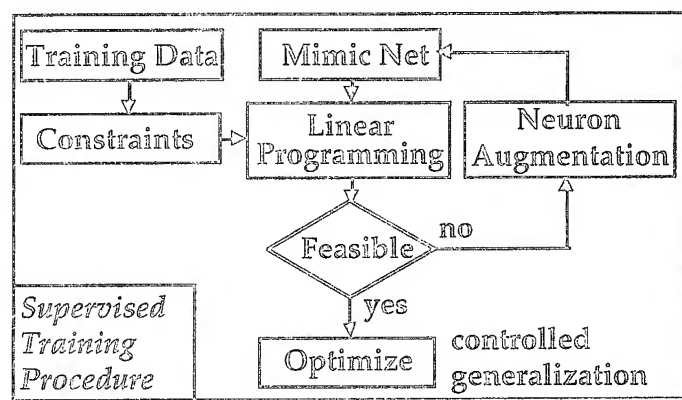 Training Data
Mimic Net
Constraints
Linear
Programming
Neuron
Augmentation
Feasible
no
yes
Supervised
Training
Procedure
Optimize
controlled
generalization